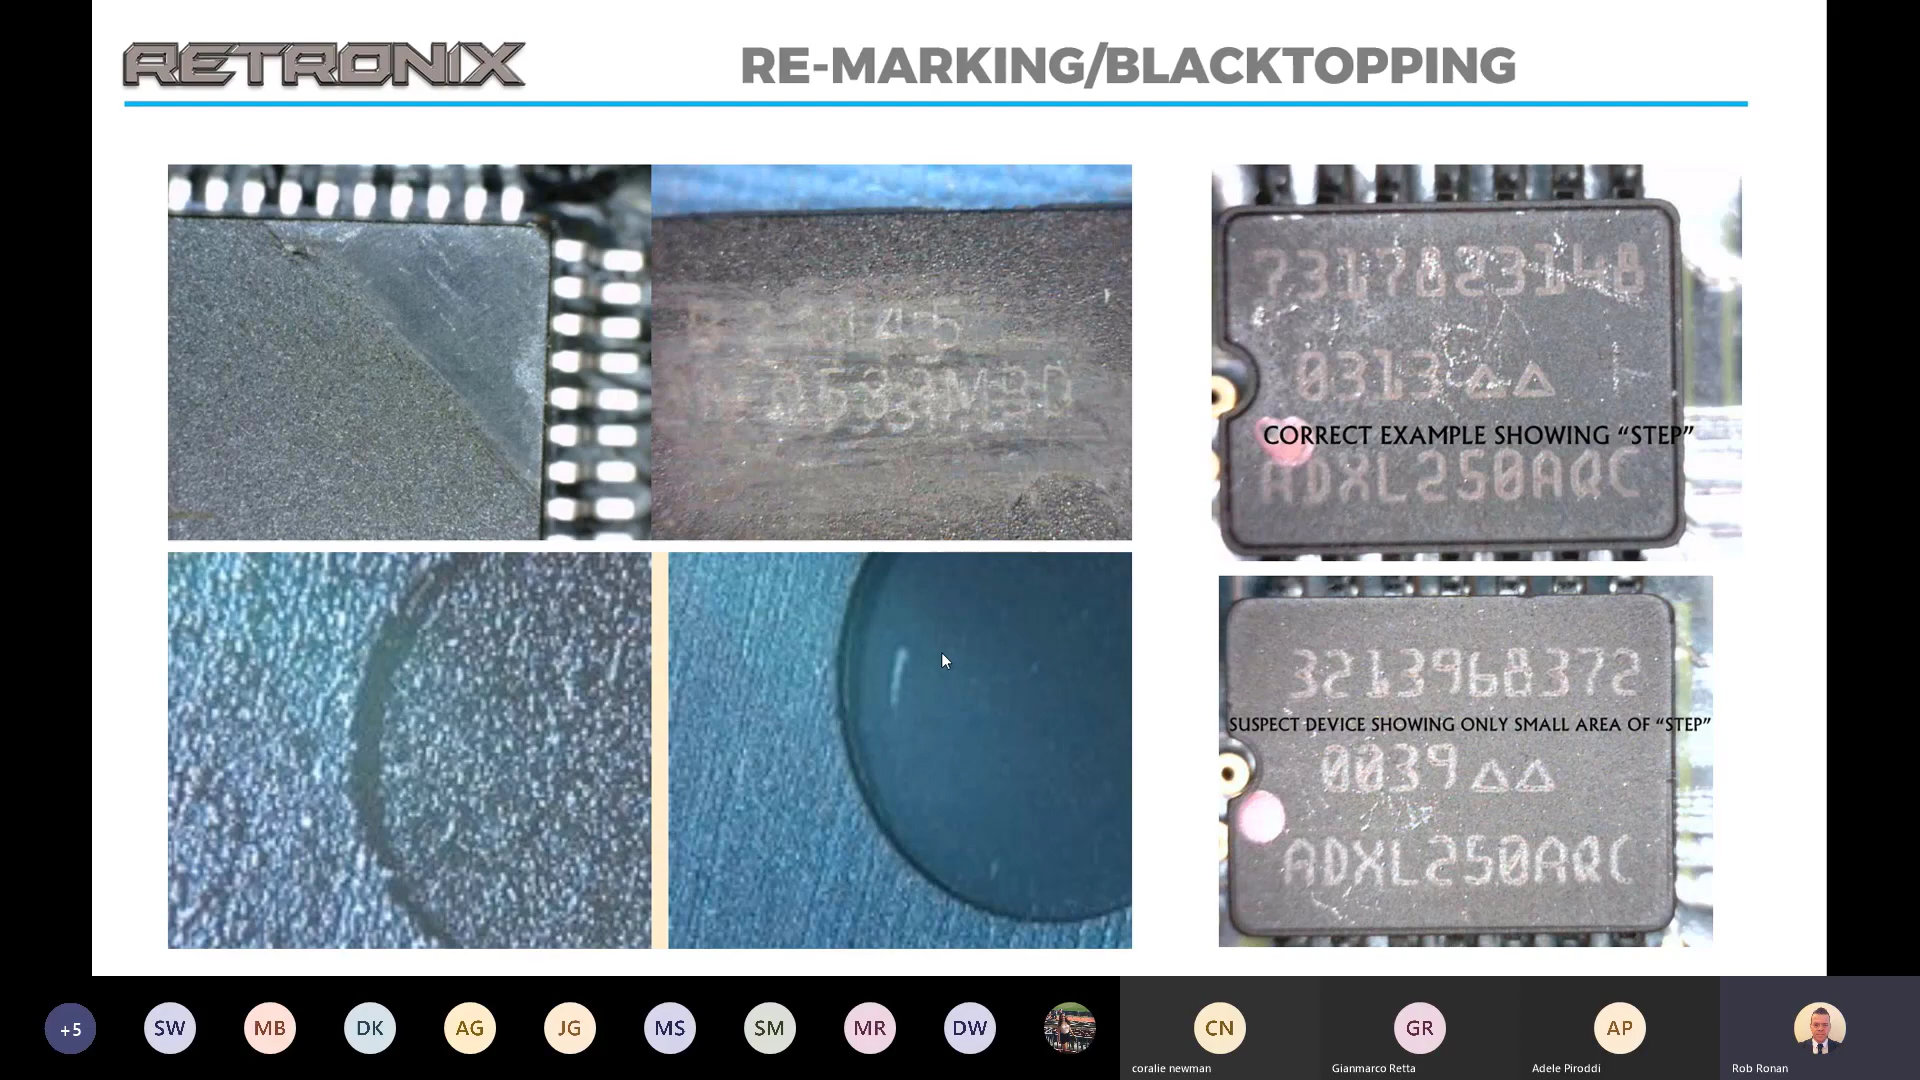 RETRONIX
RE-MARKING/BLACKTOPPING
7317823148
0313 △△
CORRECT EXAMPLE SHOWING “STEP”
ADXL250AQC
3213968372
SUSPECT DEVICE SHOWING ONLY SMALL AREA OF “STEP”
0039 △△
ADXL250AQC
+5
SW
MB
DK
AG
JG
MS
SM
MR
DW
CN
GR
AP
coralie newman
Gianmarco Retta
Adele Piroddi
Rob Ronan